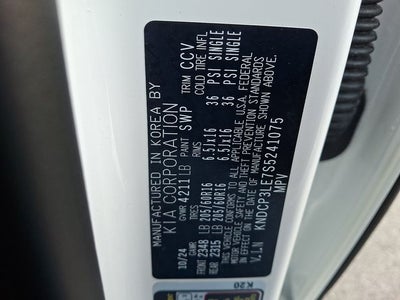 MANUFACTURED IN KOREA BY
KIA CORPORATION
GVWR 4211 LB PAINT SWP TRIM CCV
10/24 GAWR RIMS COLD TIRE INFL
FRONT 2348 LB 205/60R16 6.5Jx16 36 PSI SINGLE
REAR 2315 LB 205/60R16 6.5Jx16 36 PSI SINGLE
THIS VEHICLE CONFORMS TO ALL APPLICABLE U.S. FEDERAL
MOTOR VEHICLE SAFETY AND THEFT PREVENTION STANDARDS
IN EFFECT ON THE DATE OF MANUFACTURE SHOWN ABOVE.
V.I.N KNDCP3LE7S5241075
MPV
K20